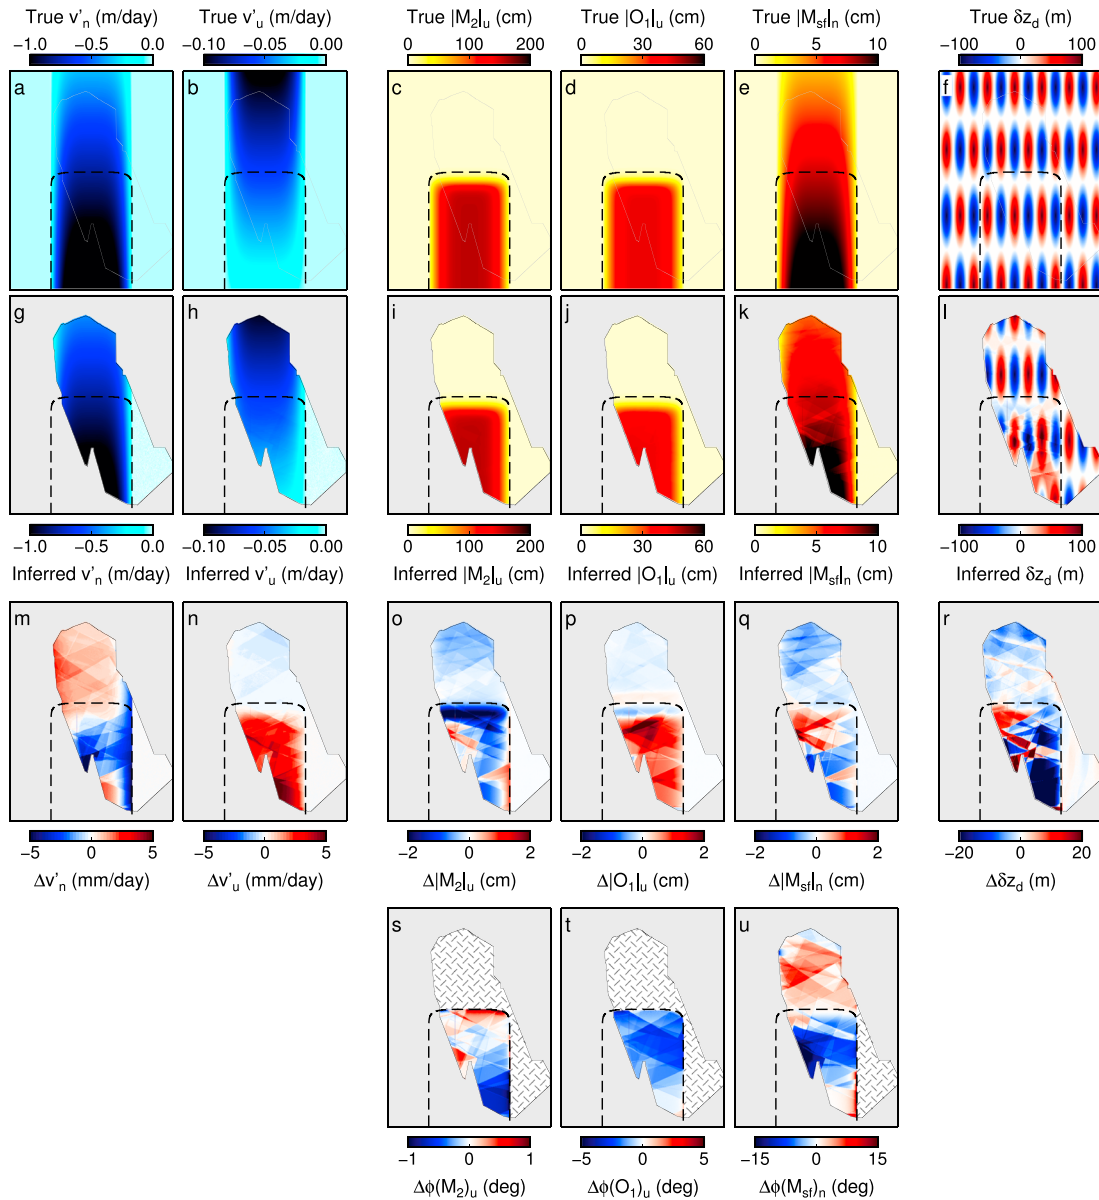 True v'n (m/day) True v'u (m/day) True |M2|u (cm) True |O1|u (cm) True |Msf|n (cm) True δzd (m)
−1.0 −0.5 0.00 −0.10 −0.05 0.00 0 100 200 0 30 60 0 5 10 −100 0 100
a b c d e f
g h i j k l
−1.0 −0.5 0.00 −0.10 −0.05 0.00 0 100 200 0 30 60 0 5 10 −100 0 100
Inferred v'n (m/day) Inferred v'u (m/day) Inferred |M2|u (cm) Inferred |O1|u (cm) Inferred |Msf|n (cm) Inferred δzd (m)
m n o p q r
−5 0 5 −5 0 5 −2 0 2 −2 0 2 −2 0 2 −20 0 20
Δv'n (mm/day) Δv'u (mm/day) Δ|M2|u (cm) Δ|O1|u (cm) Δ|Msf|n (cm) Δδzd (m)
s t u
−1 0 1 −5 0 5 −15 0 15
Δϕ(M2)u (deg) Δϕ(O1)u (deg) Δϕ(Msf)n (deg)